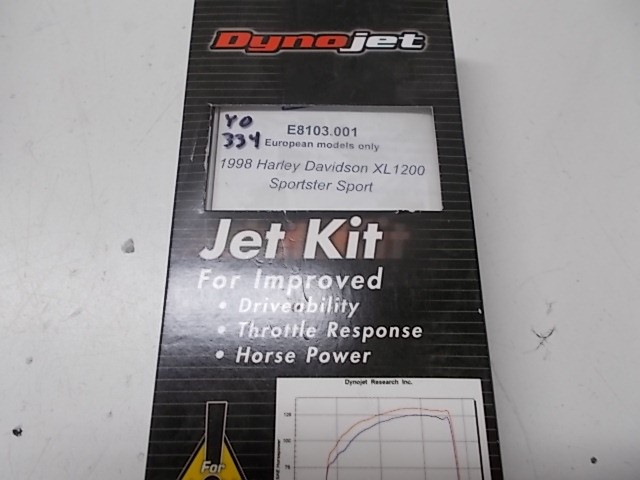 Dynojet
YO
334
E8103.001
European models only
1998 Harley Davidson XL1200
Sportster Sport
Jet Kit
For Improved
• Driveability
• Throttle Response
• Horse Power
Dynojet Research Inc.
For